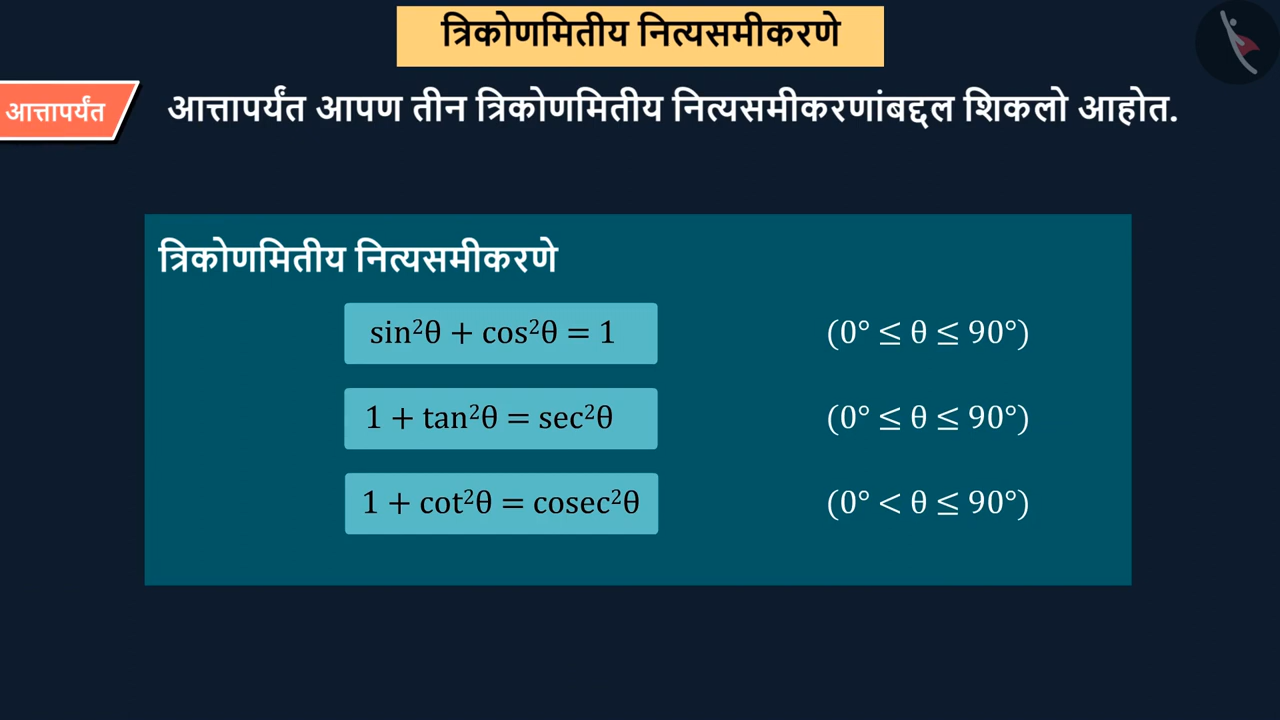 त्रिकोणमितीय नित्यसमीकरणे
आत्तापर्यंत
आत्तापर्यंत आपण तीन त्रिकोणमितीय नित्यसमीकरणांबद्दल शिकलो आहोत.
त्रिकोणमितीय नित्यसमीकरणे
sin²θ + cos²θ = 1 (0° ≤ θ ≤ 90°)
1 + tan²θ = sec²θ (0° ≤ θ ≤ 90°)
1 + cot²θ = cosec²θ (0° < θ ≤ 90°)